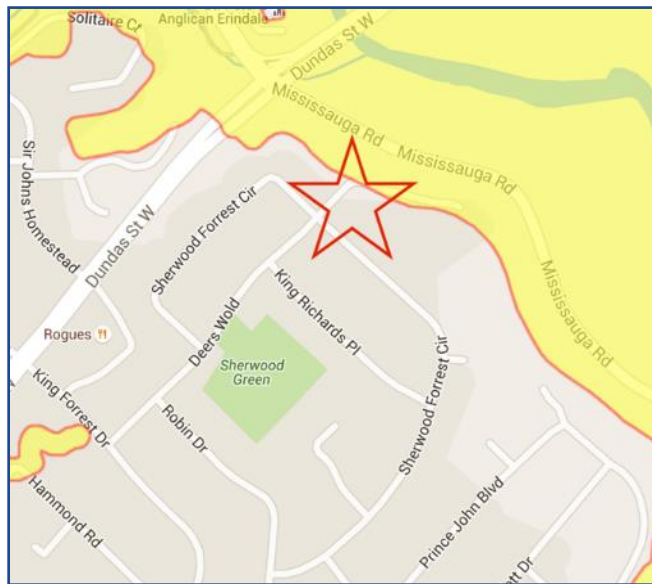 Solitaire Ct
Anglican Erindale
Dundas St W
Mississauga Rd
Mississauga Rd
Sir Johns Homestead
Sherwood Forrest Cir
Dundas St W
Mississauga Rd
King Richards Pl
Deers Wold
Rogues
Sherwood
Green
Sherwood Forrest Cir
King Forrest Dr
Robin Dr
Prince John Blvd
Hammond Rd
ett Dr